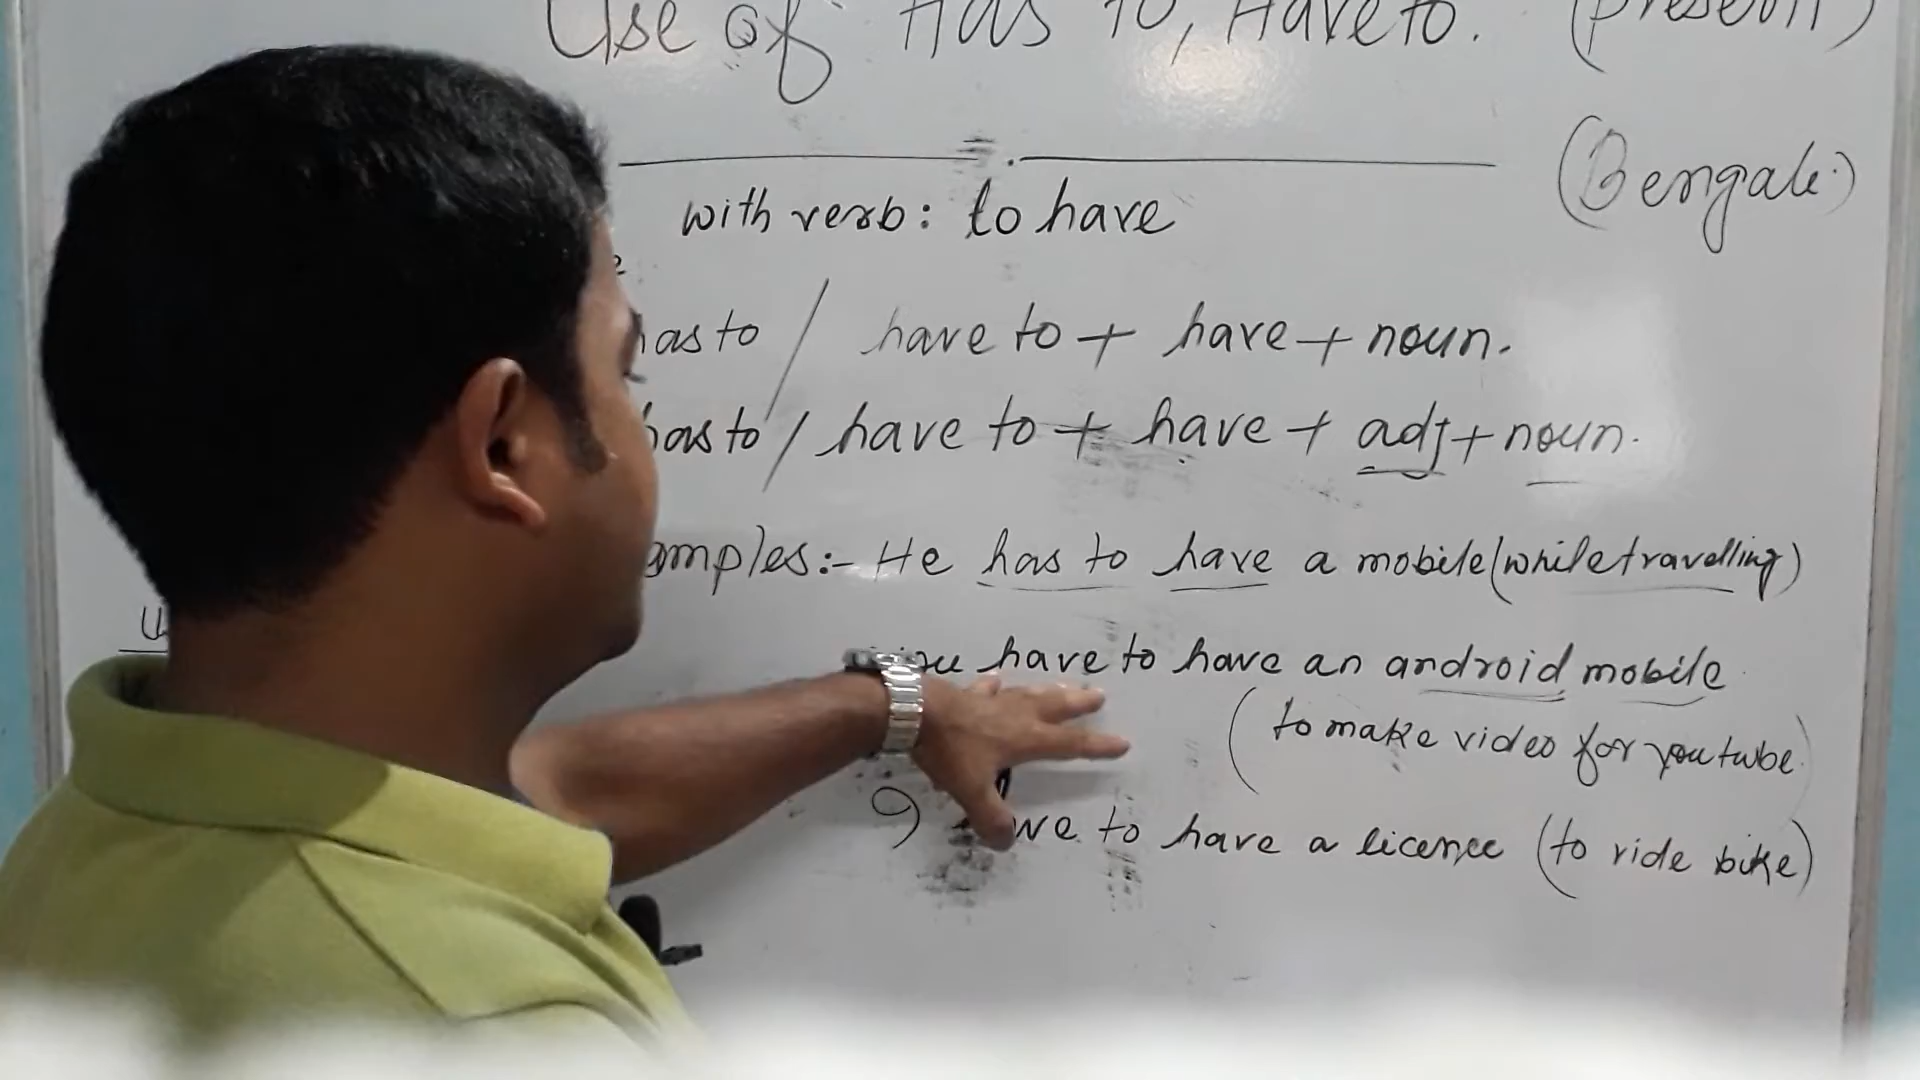 Use of Has to, Have to. (Present)
(Bengali)
with verb: to have
has to / have to + have + noun.
has to / have to + have + adj + noun.
amples:- He has to have a mobile (while travelling)
have to have an android mobile
(to make video for youtube)
to have a licence (to ride bike)